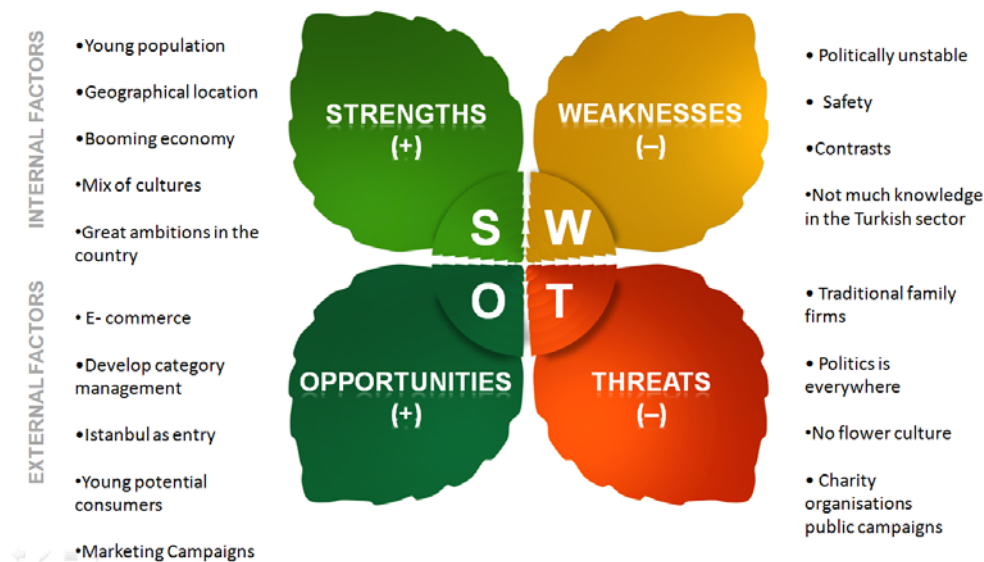 INTERNAL FACTORS
•Young population
•Geographical location
•Booming economy
•Mix of cultures
•Great ambitions in the
country
STRENGTHS
(+)
WEAKNESSES
(–)
S
W
• Politically unstable
• Safety
•Contrasts
•Not much knowledge
in the Turkish sector
EXTERNAL FACTORS
• E- commerce
•Develop category
management
•Istanbul as entry
•Young potential
consumers
•Marketing Campaigns
O
T
OPPORTUNITIES
(+)
THREATS
(–)
• Traditional family
firms
• Politics is
everywhere
•No flower culture
• Charity
organisations
public campaigns